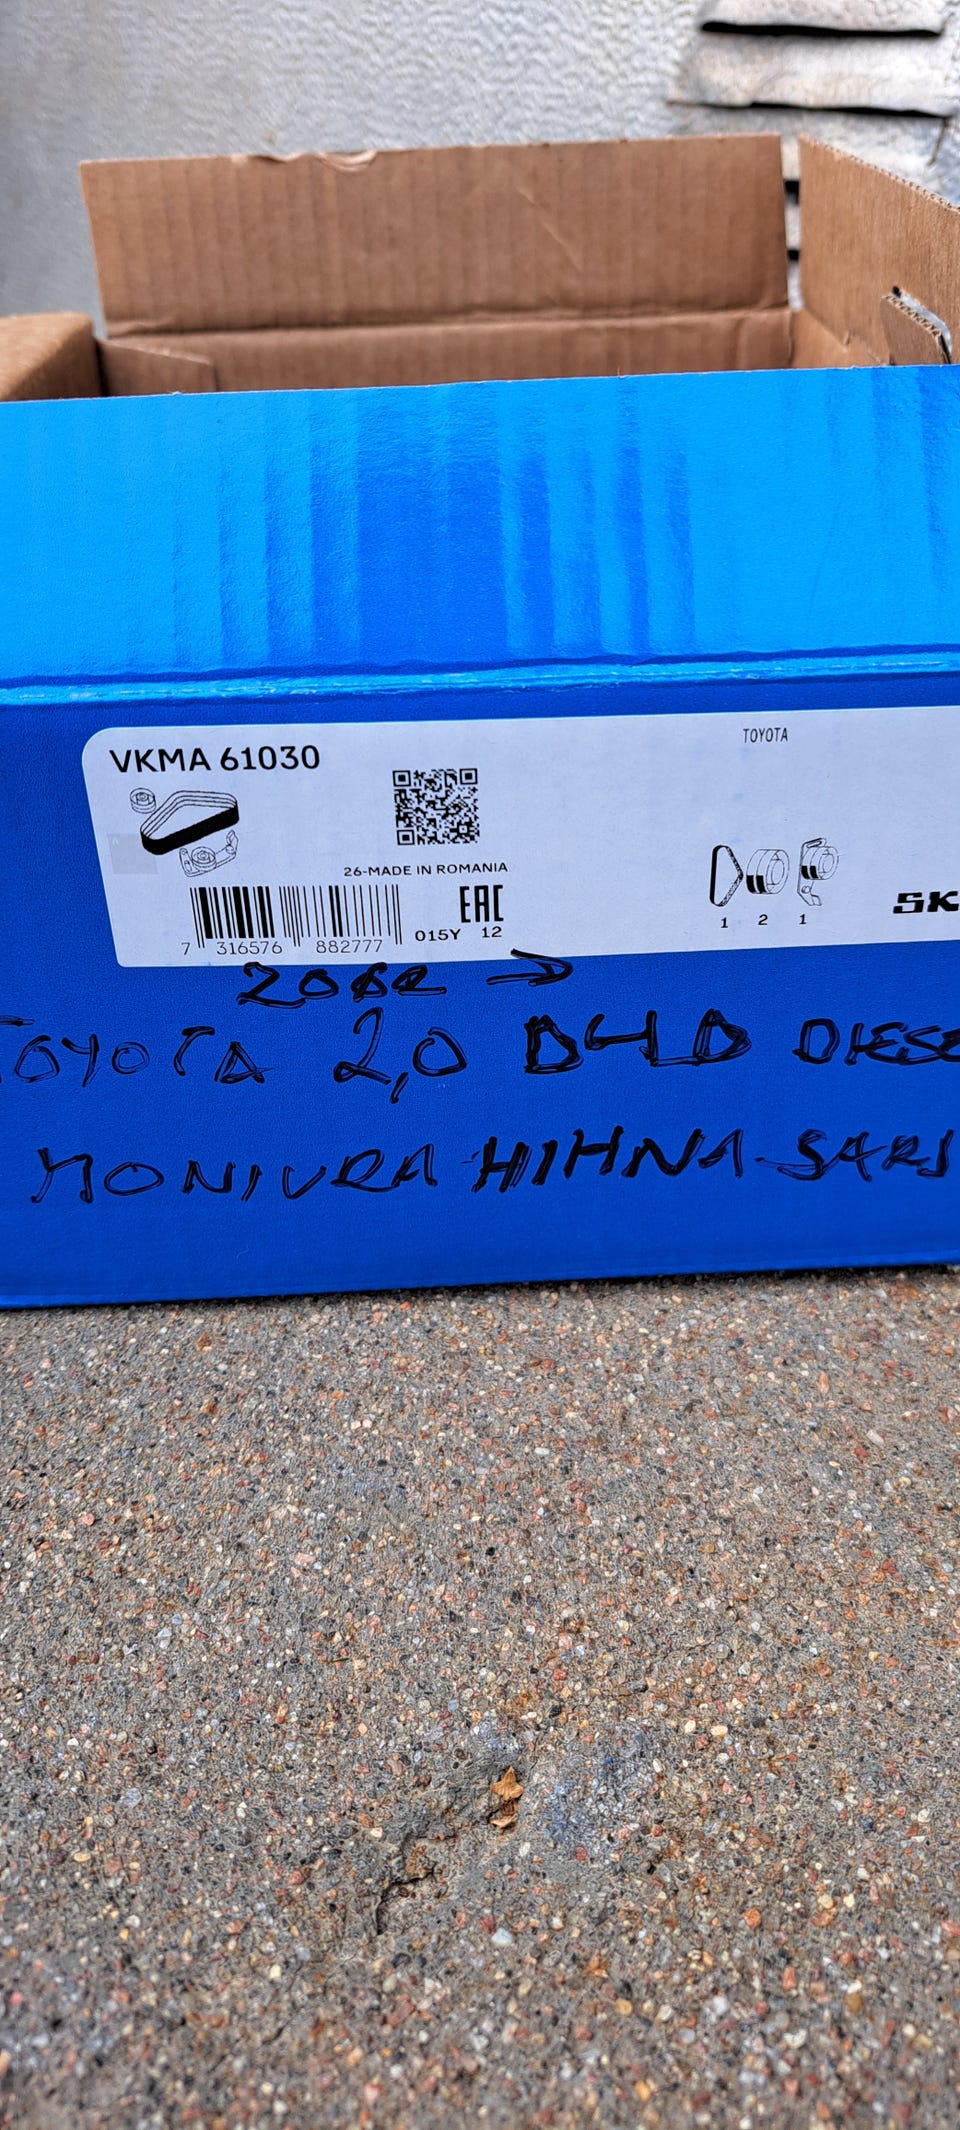 VKMA 61030
TOYOTA
26-MADE IN ROMANIA
EAC
7 316576 882777
015Y 12
1 2 1
SK
TOYOTA 2,0 D4D DIESE
MONIURA HIHNA SARJ